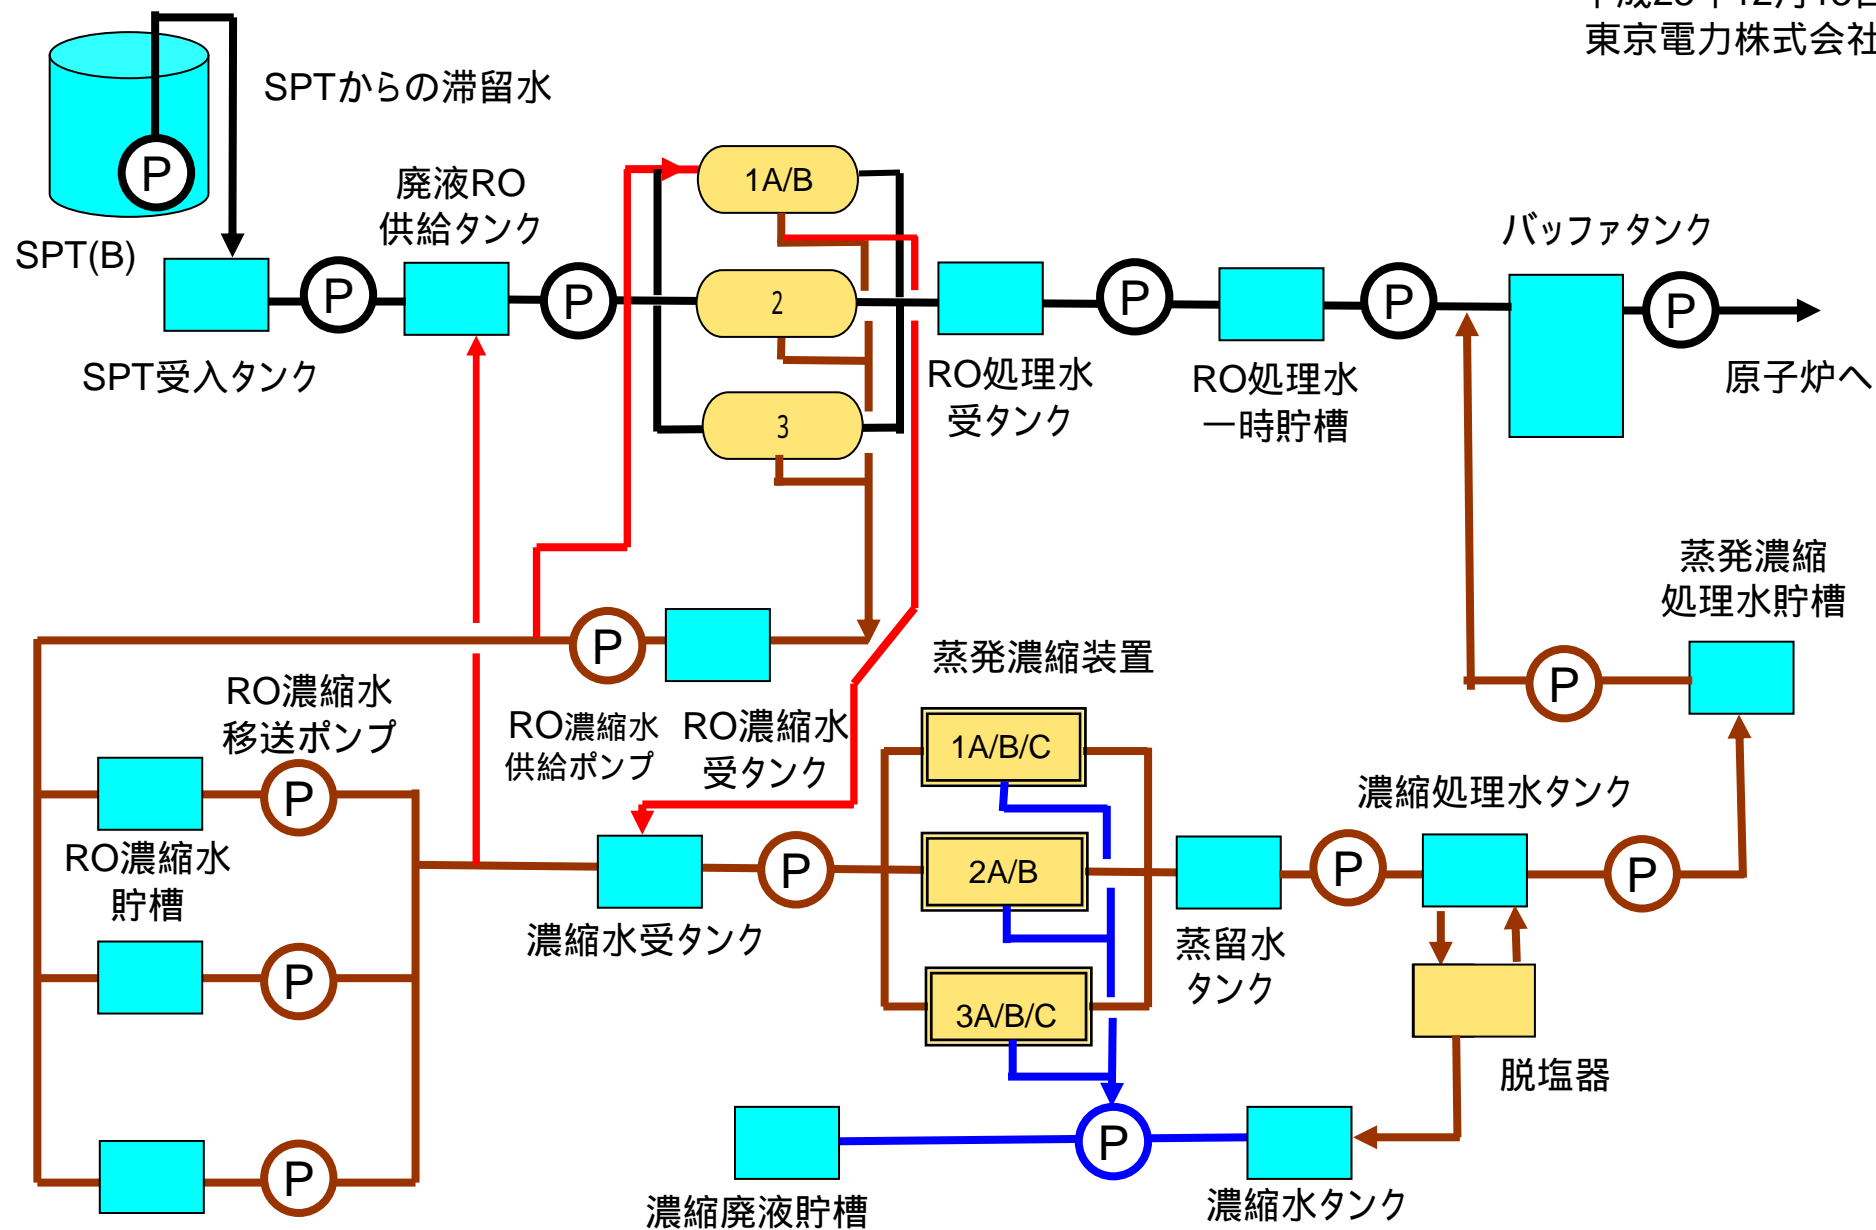 東京電力株式会社
SPTからの滞留水
P
SPT(B)
廃液RO
供給タンク
1A/B
バッファタンク
P
P
2
P
P
P
SPT受入タンク
3
RO処理水
受タンク
RO処理水
一時貯槽
原子炉へ
蒸発濃縮
処理水貯槽
P
蒸発濃縮装置
P
RO濃縮水
移送ポンプ
RO濃縮水
供給ポンプ
RO濃縮水
受タンク
1A/B/C
濃縮処理水タンク
P
RO濃縮水
貯槽
P
2A/B
P
P
濃縮水受タンク
蒸留水
タンク
P
3A/B/C
脱塩器
P
P
濃縮廃液貯槽
濃縮水タンク